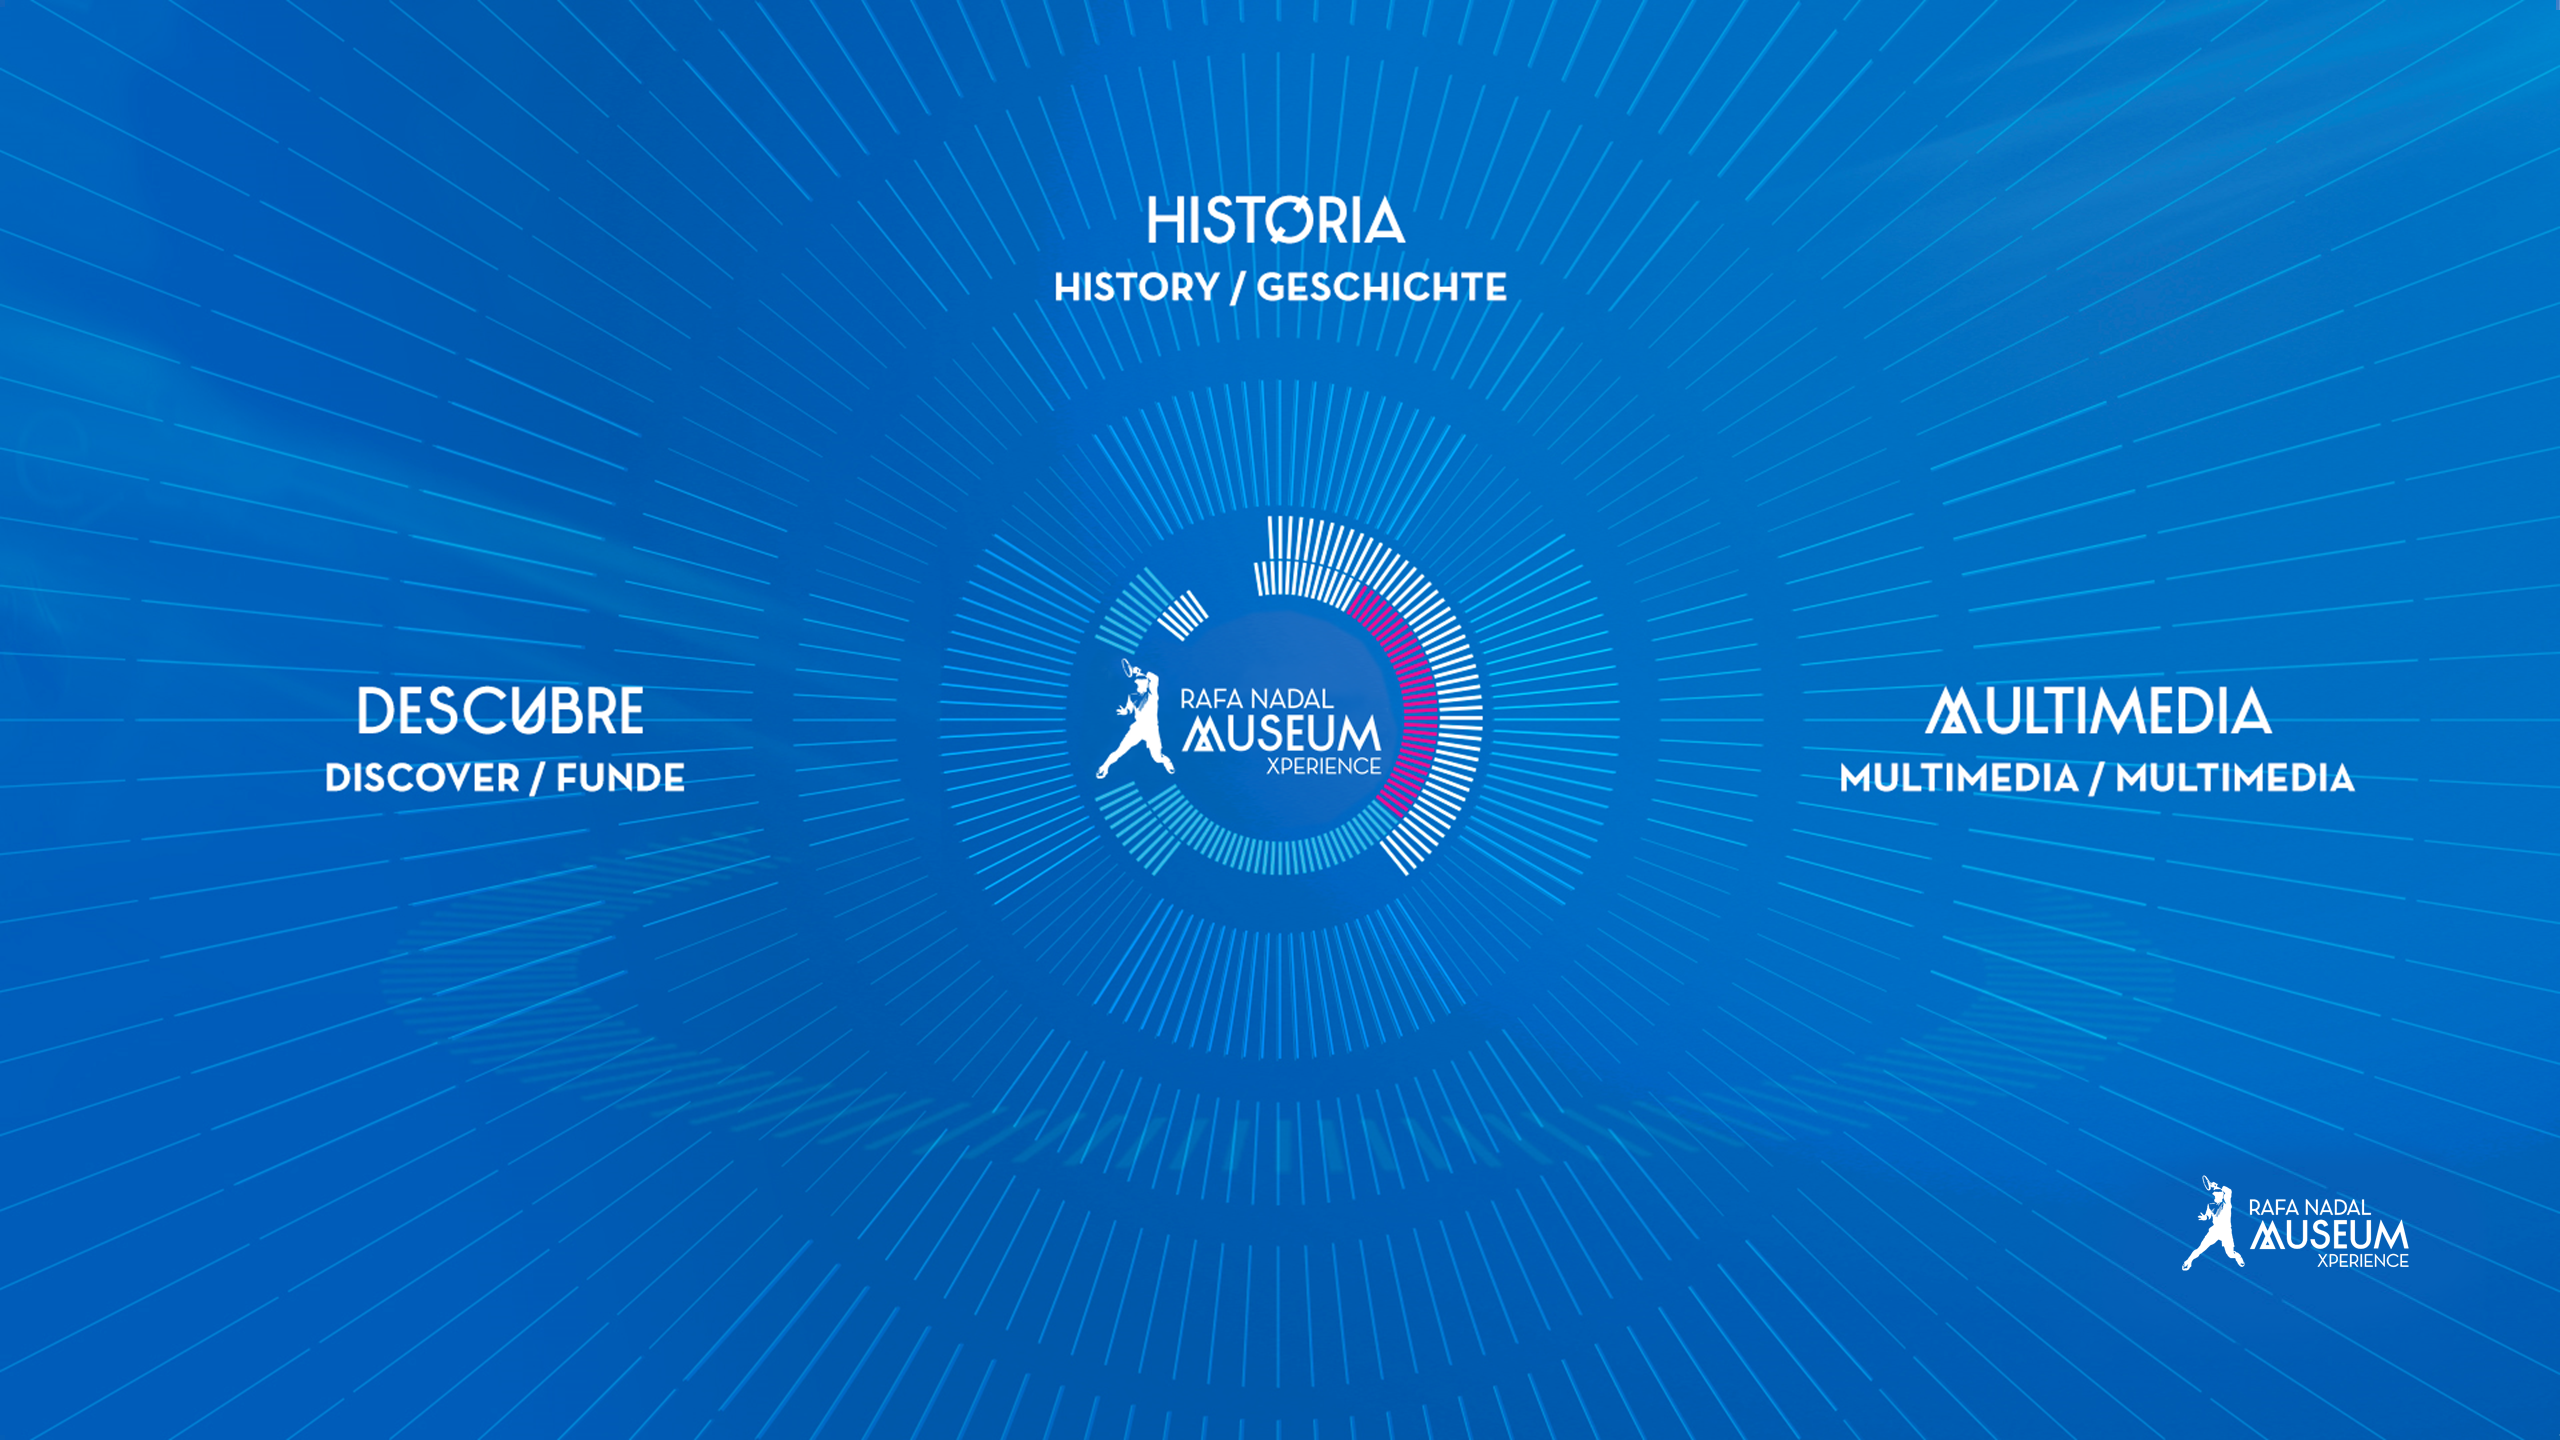 HISTORIA
HISTORY / GESCHICHTE
DESCUBRE
DISCOVER / FUNDE
RAFA NADAL
MUSEUM
XPERIENCE
MULTIMEDIA
MULTIMEDIA / MULTIMEDIA
RAFA NADAL
MUSEUM
XPERIENCE